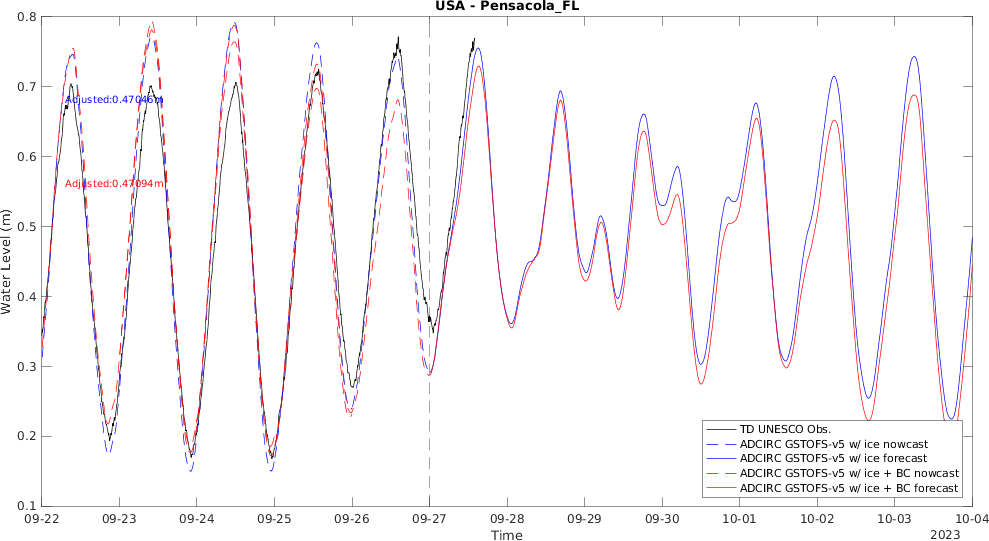 USA - Pensacola_FL
0.8
0.7
Adjusted:0.47046m
0.6
Adjusted:0.47094m
0.5
Water Level (m)
0.4
0.3
0.2
0.1
TD UNESCO Obs.
ADCIRC GSTOFS-v5 w/ ice nowcast
ADCIRC GSTOFS-v5 w/ ice forecast
ADCIRC GSTOFS-v5 w/ ice + BC nowcast
ADCIRC GSTOFS-v5 w/ ice + BC forecast
09-22 09-23 09-24 09-25 09-26 09-27 09-28 09-29 09-30 10-01 10-02 10-03 10-04
Time
2023